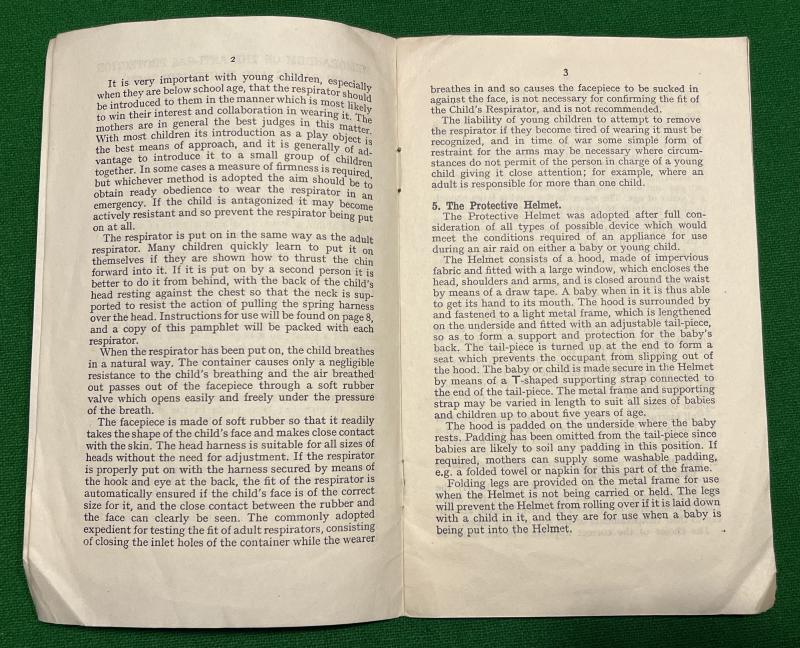 2
It is very important with young children, especially
when they are below school age, that the respirator should
be introduced to them in the manner which is most likely
to win their interest and collaboration in wearing it. The
mothers are in general the best judges in this matter.
With most children its introduction as a play object is
the best means of approach, and it is generally of ad-
vantage to introduce it to a small group of children
together. In some cases a measure of firmness is required,
but whichever method is adopted the aim should be to
obtain ready obedience to wear the respirator in an
emergency. If the child is antagonized it may become
actively resistant and so prevent the respirator being put
on at all.
The respirator is put on in the same way as the adult
respirator. Many children quickly learn to put it on
themselves if they are shown how to thrust the chin
forward into it. If it is put on by a second person it is
better to do it from behind, with the back of the child's
head resting against the chest so that the neck is sup-
ported to resist the action of pulling the spring harness
over the head. Instructions for use will be found on page 8,
and a copy of this pamphlet will be packed with each
respirator.
When the respirator has been put on, the child breathes
in a natural way. The container causes only a negligible
resistance to the child's breathing and the air breathed
out passes out of the facepiece through a soft rubber
valve which opens easily and freely under the pressure
of the breath.
The facepiece is made of soft rubber so that it readily
takes the shape of the child's face and makes close contact
with the skin. The head harness is suitable for all sizes of
heads without the need for adjustment. If the respirator
is properly put on with the harness secured by means of
the hook and eye at the back, the fit of the respirator is
automatically ensured if the child's face is of the correct
size for it, and the close contact between the rubber and
the face can clearly be seen. The commonly adopted
expedient for testing the fit of adult respirators, consisting
of closing the inlet holes of the container while the wearer
3
breathes in and so causes the facepiece to be sucked in
against the face, is not necessary for confirming the fit of
the Child's Respirator, and is not recommended.
The liability of young children to attempt to remove
the respirator if they become tired of wearing it must be
recognized, and in time of war some simple form of
restraint for the arms may be necessary where circum-
stances do not permit of the person in charge of a young
child giving it close attention; for example, where an
adult is responsible for more than one child.
5. The Protective Helmet.
The Protective Helmet was adopted after full con-
sideration of all types of possible device which would
meet the conditions required of an appliance for use
during an air raid on either a baby or young child.
The Helmet consists of a hood, made of impervious
fabric and fitted with a large window, which encloses the
head, shoulders and arms, and is closed around the waist
by means of a draw tape. A baby when in it is thus able
to get its hand to its mouth. The hood is surrounded by
and fastened to a light metal frame, which is lengthened
on the underside and fitted with an adjustable tail-piece,
so as to form a support and protection for the baby's
back. The tail-piece is turned up at the end to form a
seat which prevents the occupant from slipping out of
the hood. The baby or child is made secure in the Helmet
by means of a T-shaped supporting strap connected to
the end of the tail-piece. The metal frame and supporting
strap may be varied in length to suit all sizes of babies
and children up to about five years of age.
The hood is padded on the underside where the baby
rests. Padding has been omitted from the tail-piece since
babies are likely to soil any padding in this position. If
required, mothers can supply some washable padding,
e.g. a folded towel or napkin for this part of the frame.
Folding legs are provided on the metal frame for use
when the Helmet is not being carried or held. The legs
will prevent the Helmet from rolling over if it is laid down
with a child in it, and they are for use when a baby is
being put into the Helmet.